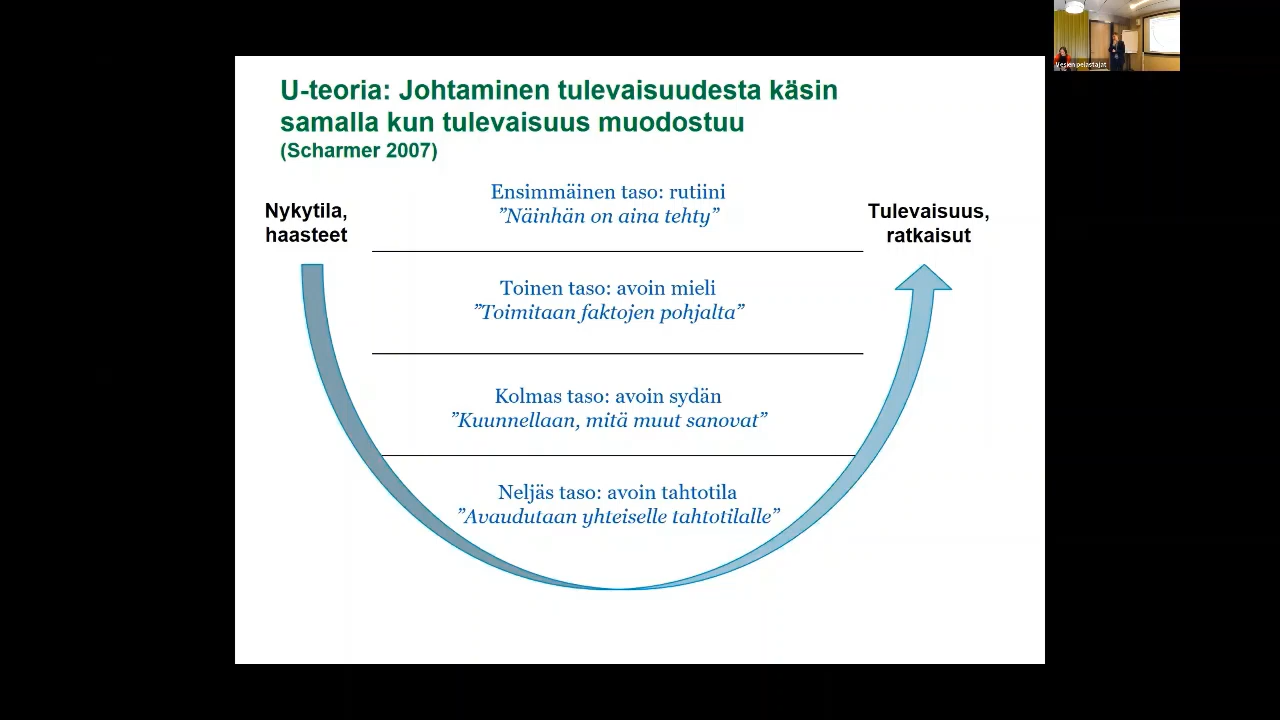 U-teoria: Johtaminen tulevaisuudesta käsin
samalla kun tulevaisuus muodostuu
(Scharmer 2007)
Nykytila,
haasteet
Ensimmäinen taso: rutiini
”Näinhän on aina tehty”
Toinen taso: avoin mieli
”Toimitaan faktojen pohjalta”
Kolmas taso: avoin sydän
”Kuunnellaan, mitä muut sanovat”
Neljäs taso: avoin tahtotila
”Avaudutaan yhteiselle tahtotilalle”
Tulevaisuus,
ratkaisut
Vesien pelastajat